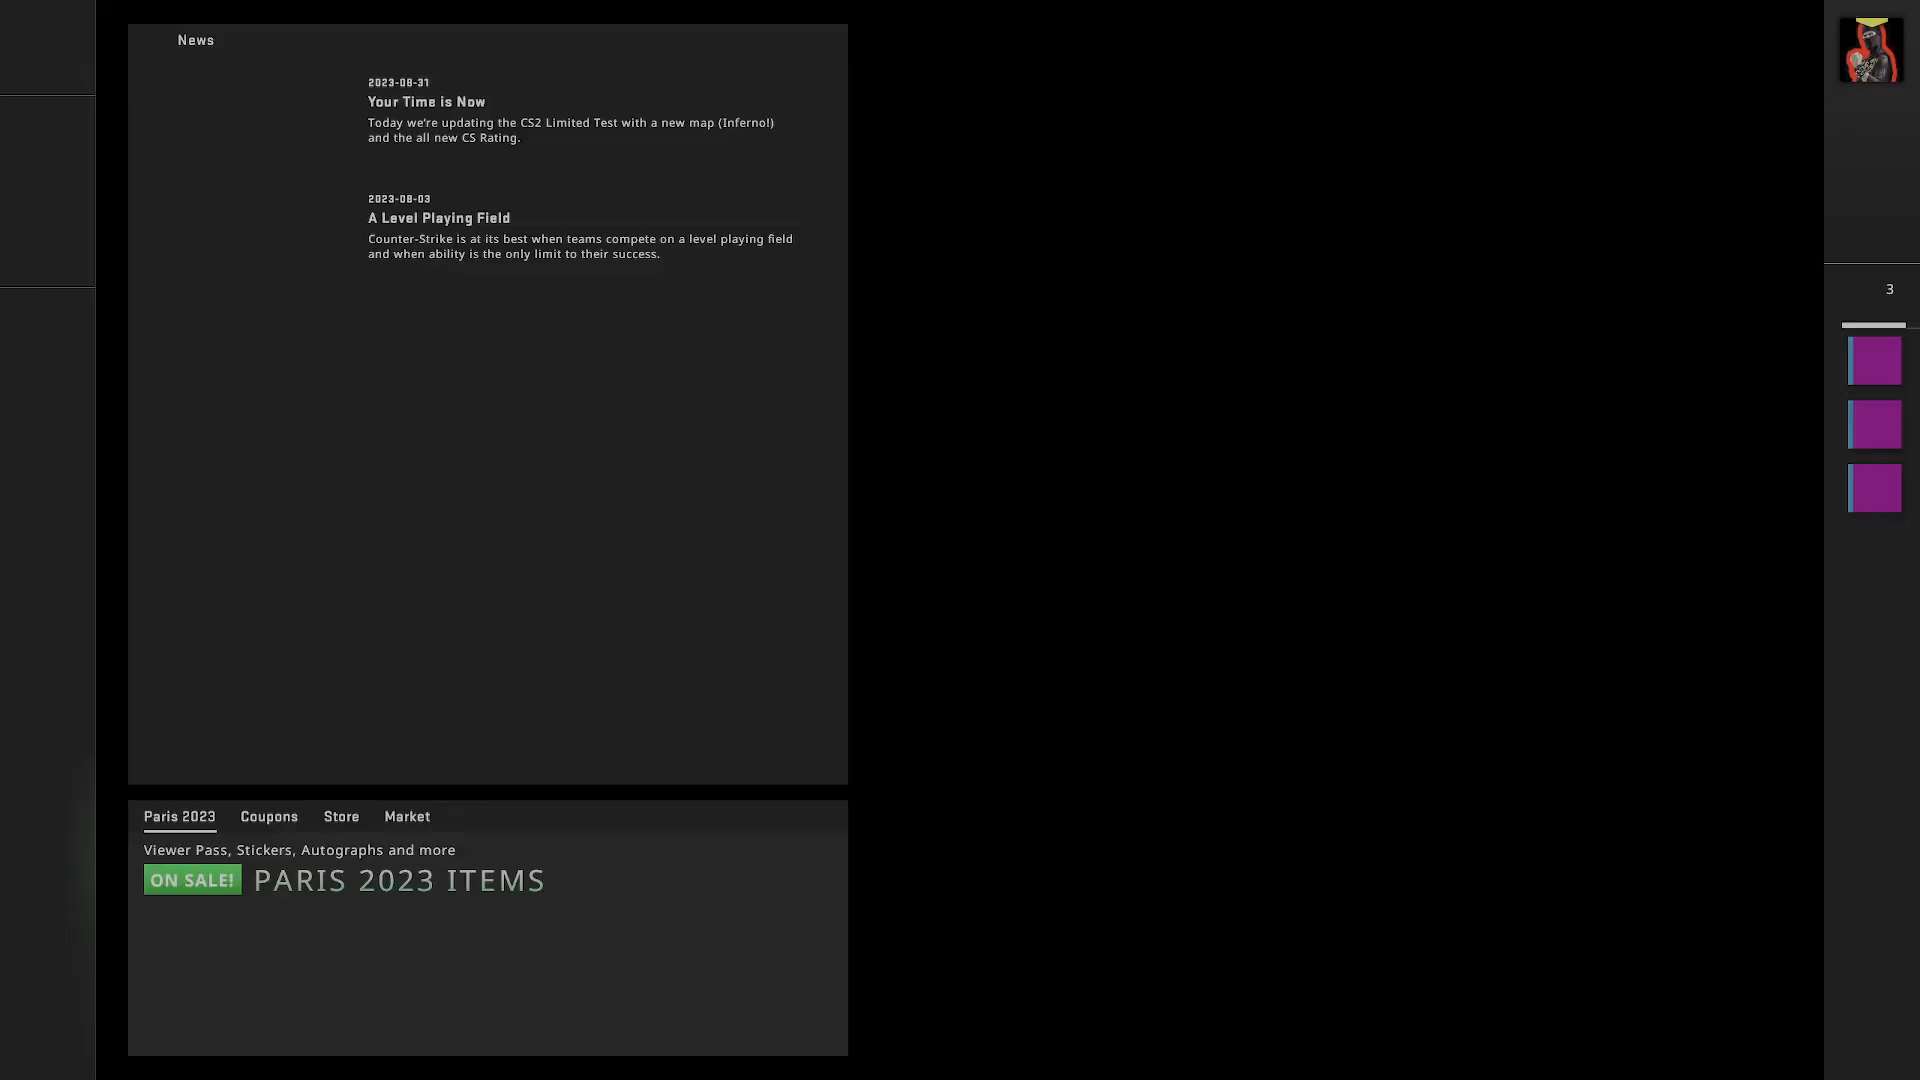 News
2023-08-31
Your Time is Now
Today we're updating the CS2 Limited Test with a new map (Inferno!)
and the all new CS Rating.
2023-08-03
A Level Playing Field
Counter-Strike is at its best when teams compete on a level playing field
and when ability is the only limit to their success.
3
Paris 2023 Coupons Store Market
Viewer Pass, Stickers, Autographs and more
ON SALE! PARIS 2023 ITEMS